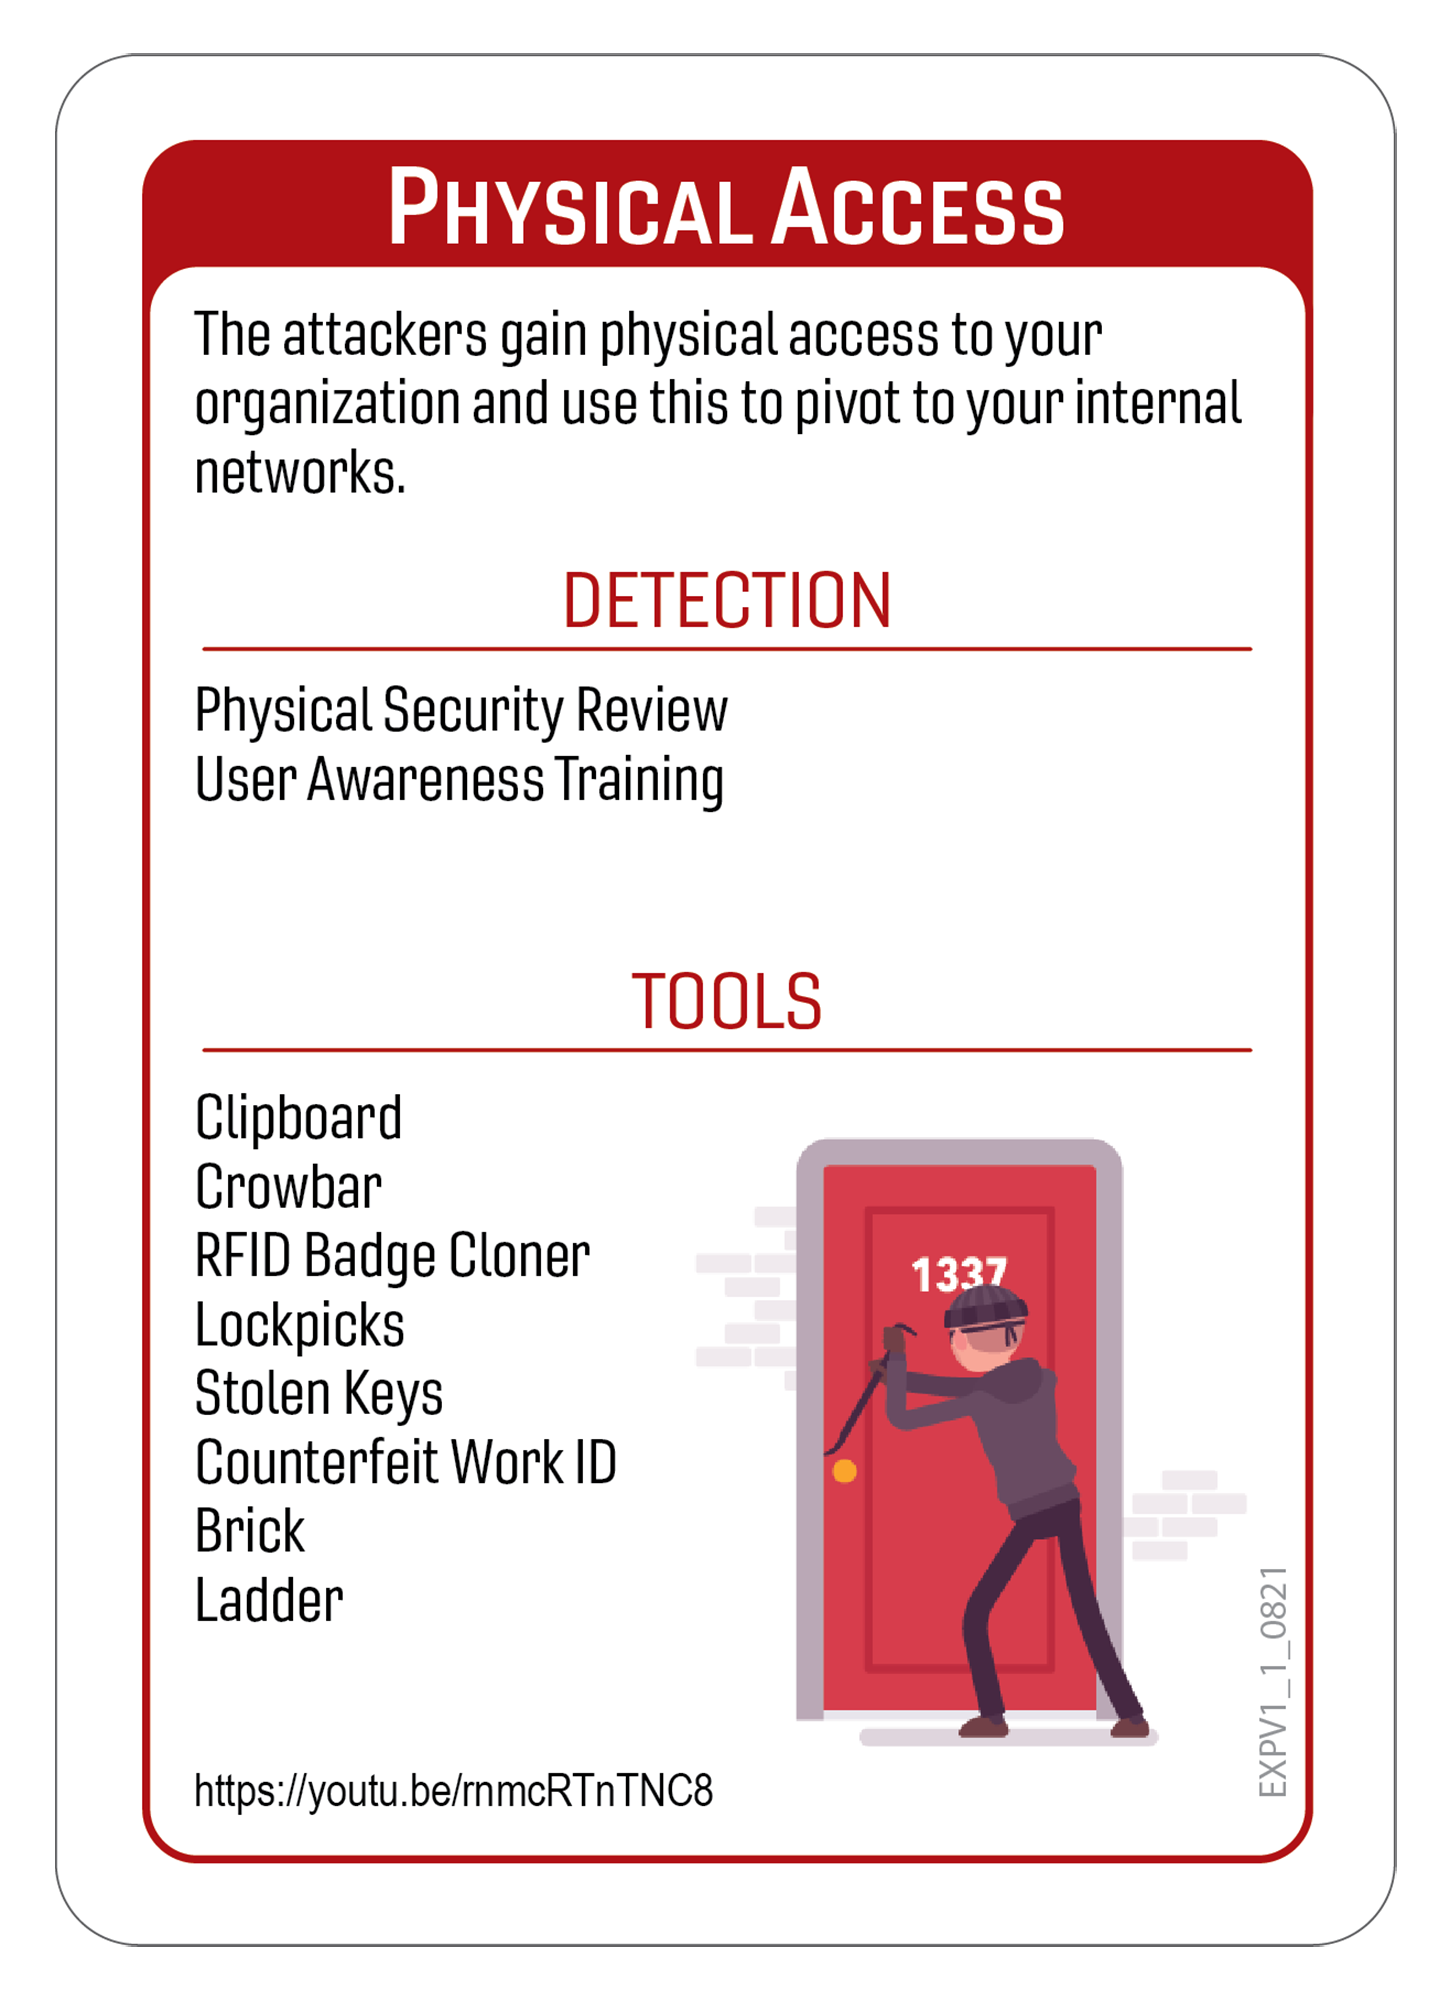 PHYSICAL ACCESS
The attackers gain physical access to your
organization and use this to pivot to your internal
networks.
DETECTION
Physical Security Review
User Awareness Training
TOOLS
Clipboard
Crowbar
RFID Badge Cloner
Lockpicks
Stolen Keys
Counterfeit Work ID
Brick
Ladder
1337
https://youtu.be/rnmcRTnTNC8
EXPV1_1_0821